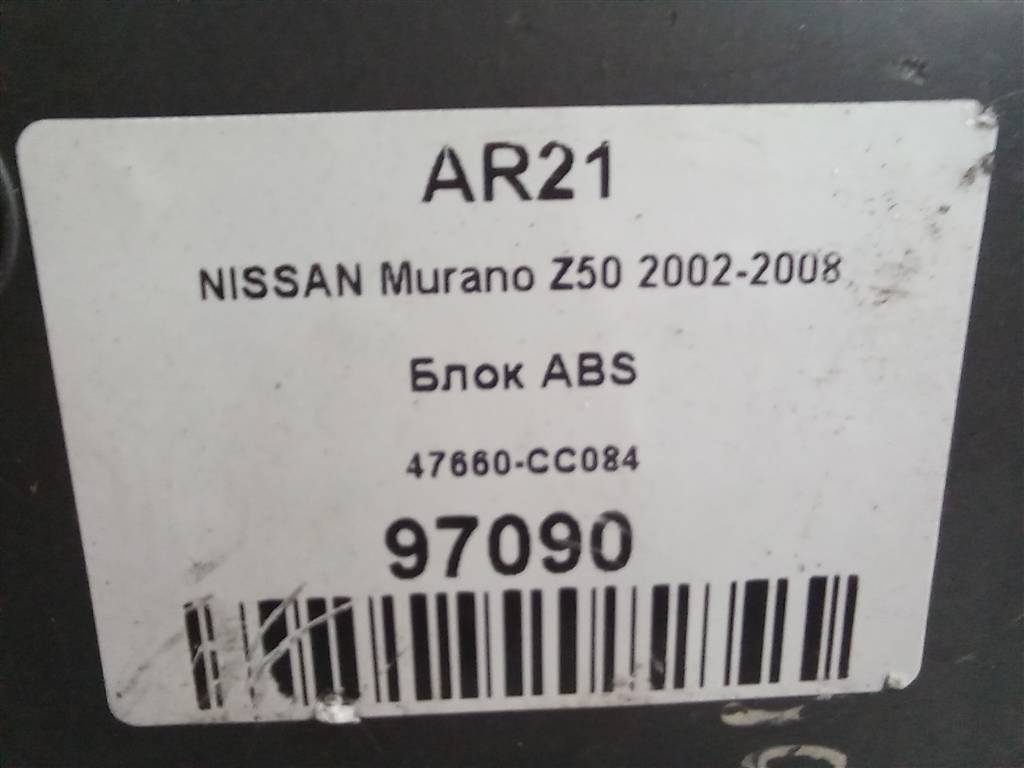 AR21
NISSAN Murano Z50 2002-2008
Блок ABS
47660-CC084
97090